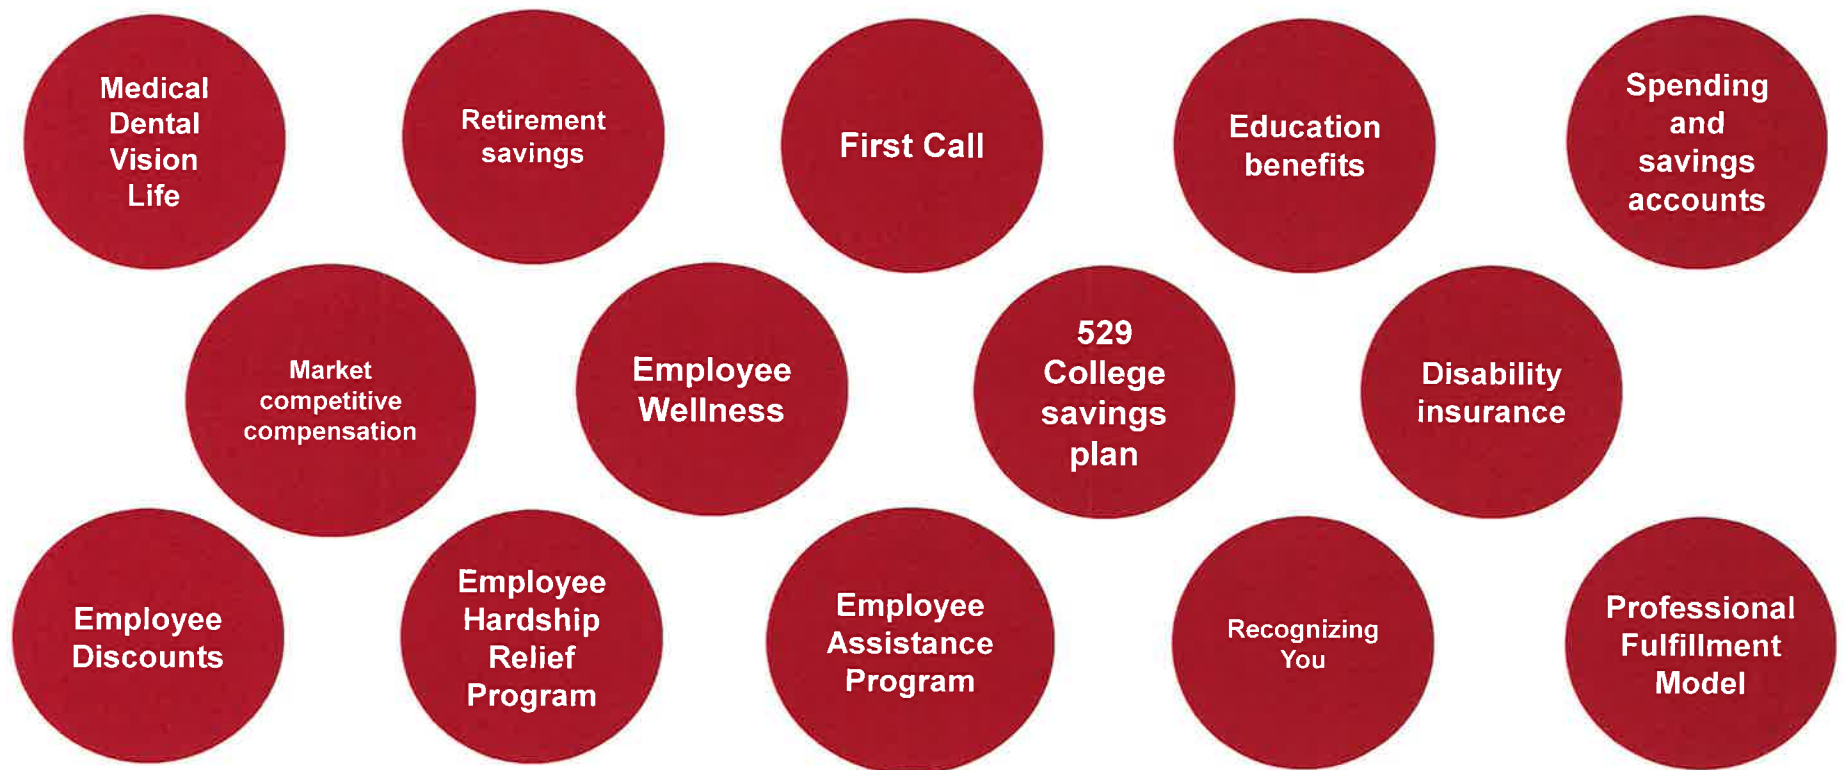 Medical
Dental
Vision
Life
Retirement
savings
First Call
Education
benefits
Spending
and
savings
accounts
Market
competitive
compensation
Employee
Wellness
529
College
savings
plan
Disability
insurance
Employee
Discounts
Employee
Hardship
Relief
Program
Employee
Assistance
Program
Recognizing
You
Professional
Fulfillment
Model